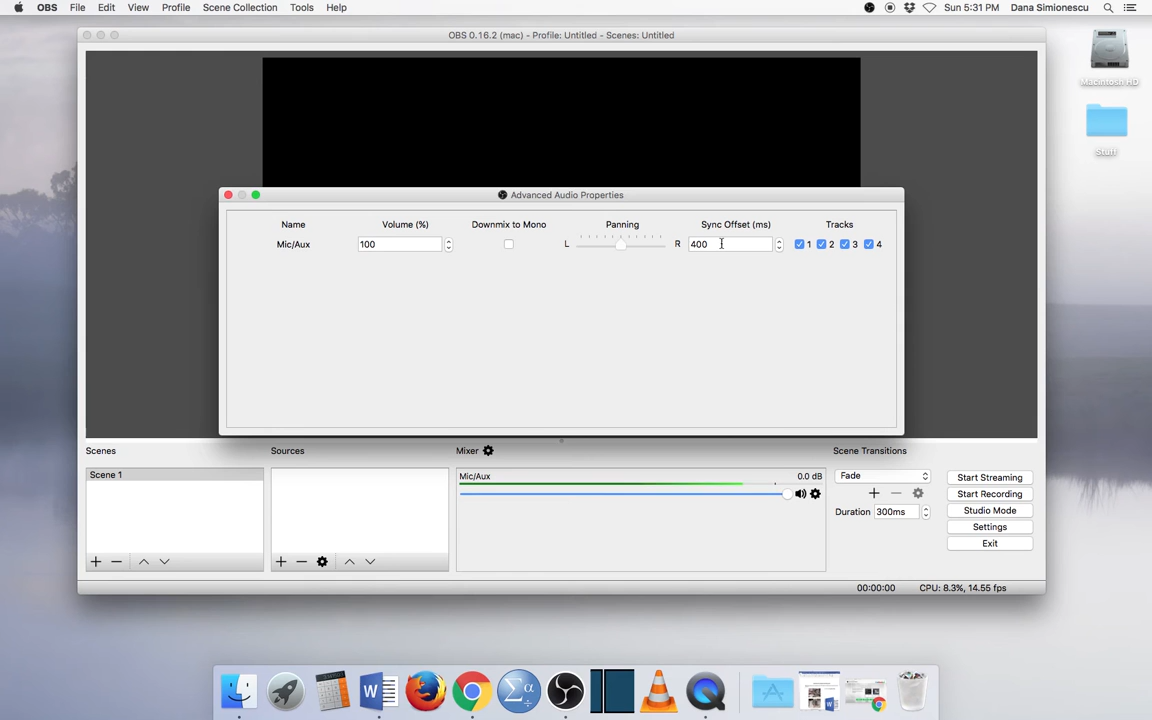 OBS File Edit View Profile Scene Collection Tools Help Sun 5:31 PM Dana Simionescu
OBS 0.16.2 (mac) - Profile: Untitled - Scenes: Untitled
Macintosh HD
Stuff
Advanced Audio Properties
Name Volume (%) Downmix to Mono Panning Sync Offset (ms) Tracks
Mic/Aux 100 L R 400 1 2 3 4
Scenes Sources Mixer Scene Transitions
Scene 1 Mic/Aux 0.0 dB Fade Start Streaming
Start Recording
Duration 300ms Studio Mode
Settings
Exit
00:00:00 CPU: 8.3%, 14.55 fps